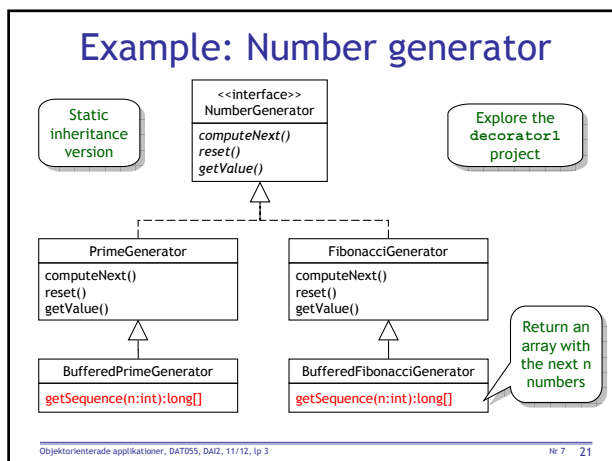 Example: Number generator
<<interface>>
NumberGenerator
computeNext()
reset()
getValue()
Static
inheritance
version
Explore the
decorator1
project
PrimeGenerator
computeNext()
reset()
getValue()
FibonacciGenerator
computeNext()
reset()
getValue()
BufferedPrimeGenerator
getSequence(n:int):long[]
BufferedFibonacciGenerator
getSequence(n:int):long[]
Return an
array with
the next n
numbers
Objektorienterade applikationer, DAT055, DAI2, 11/12, lp 3
Nr 7 21